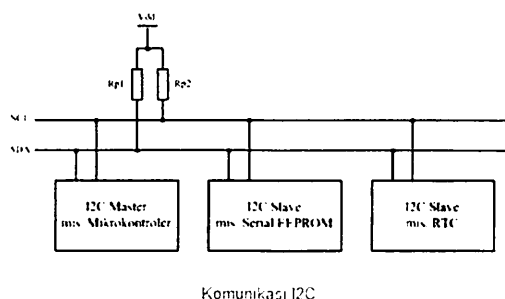 Vdd
Rp1
Rp2
SCL
SDA
I2C Master
mis. Mikrokontroler
I2C Slave
mis. Serial EEPROM
I2C Slave
mis. RTC
Komunikasi I2C